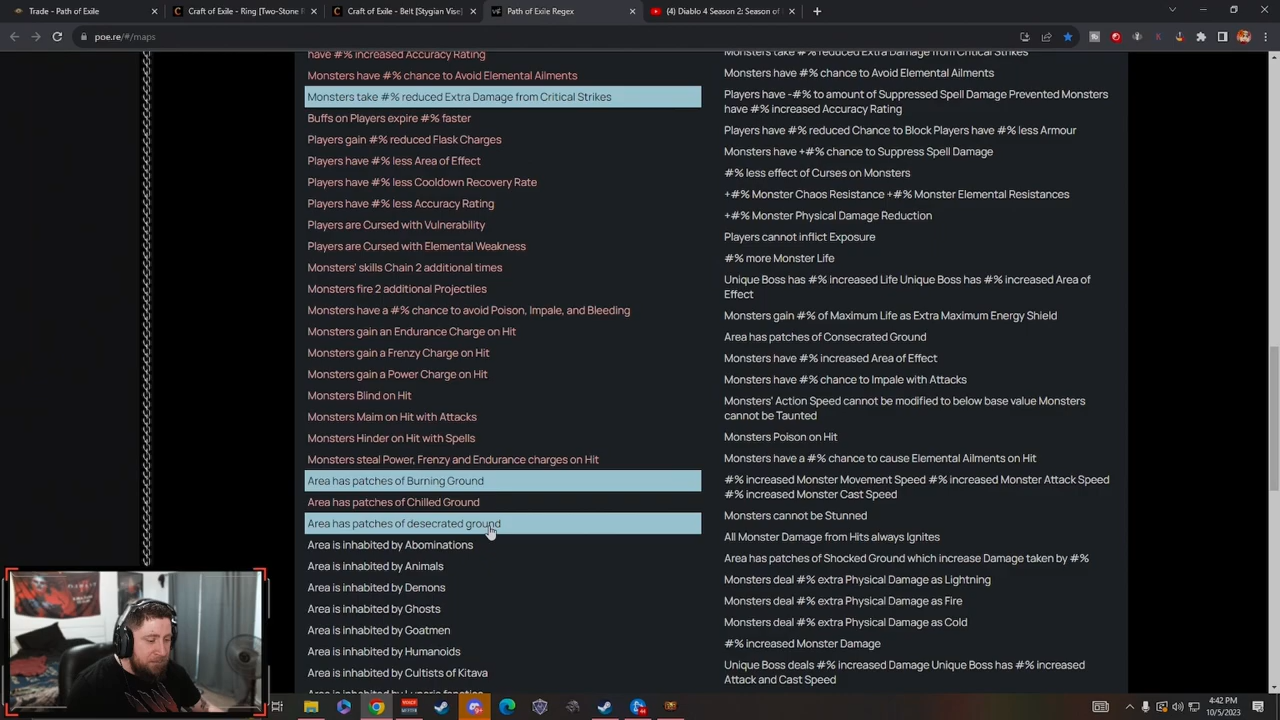 Trade - Path of Exile
Craft of Exile - Ring [Two-Stone R
Craft of Exile - Belt [Stygian Vise]
Path of Exile Regex
(4) Diablo 4 Season 2: Season of
poe.re/#/maps
have #% increased Accuracy Rating
Monsters have #% chance to Avoid Elemental Ailments
Monsters take #% reduced Extra Damage from Critical Strikes
Buffs on Players expire #% faster
Players gain #% reduced Flask Charges
Players have #% less Area of Effect
Players have #% less Cooldown Recovery Rate
Players have #% less Accuracy Rating
Players are Cursed with Vulnerability
Players are Cursed with Elemental Weakness
Monsters' skills Chain 2 additional times
Monsters fire 2 additional Projectiles
Monsters have a #% chance to avoid Poison, Impale, and Bleeding
Monsters gain an Endurance Charge on Hit
Monsters gain a Frenzy Charge on Hit
Monsters gain a Power Charge on Hit
Monsters Blind on Hit
Monsters Maim on Hit with Attacks
Monsters Hinder on Hit with Spells
Monsters steal Power, Frenzy and Endurance charges on Hit
Area has patches of Burning Ground
Area has patches of Chilled Ground
Area has patches of desecrated ground
Area is inhabited by Abominations
Area is inhabited by Animals
Area is inhabited by Demons
Area is inhabited by Ghosts
Area is inhabited by Goatmen
Area is inhabited by Humanoids
Area is inhabited by Cultists of Kitava
Area is inhabited by Lunaris fanatics
Monsters take #% reduced Extra Damage from Critical Strikes
Monsters have #% chance to Avoid Elemental Ailments
Players have -#% to amount of Suppressed Spell Damage Prevented Monsters
have #% increased Accuracy Rating
Players have #% reduced Chance to Block Players have #% less Armour
Monsters have +#% chance to Suppress Spell Damage
#% less effect of Curses on Monsters
+#% Monster Chaos Resistance +#% Monster Elemental Resistances
+#% Monster Physical Damage Reduction
Players cannot inflict Exposure
#% more Monster Life
Unique Boss has #% increased Life Unique Boss has #% increased Area of
Effect
Monsters gain #% of Maximum Life as Extra Maximum Energy Shield
Area has patches of Consecrated Ground
Monsters have #% increased Area of Effect
Monsters have #% chance to Impale with Attacks
Monsters' Action Speed cannot be modified to below base value Monsters
cannot be Taunted
Monsters Poison on Hit
Monsters have a #% chance to cause Elemental Ailments on Hit
#% increased Monster Movement Speed #% increased Monster Attack Speed
#% increased Monster Cast Speed
Monsters cannot be Stunned
All Monster Damage from Hits always Ignites
Area has patches of Shocked Ground which increase Damage taken by #%
Monsters deal #% extra Physical Damage as Lightning
Monsters deal #% extra Physical Damage as Fire
Monsters deal #% extra Physical Damage as Cold
#% increased Monster Damage
Unique Boss deals #% increased Damage Unique Boss has #% increased
Attack and Cast Speed
4:42 PM
10/5/2023